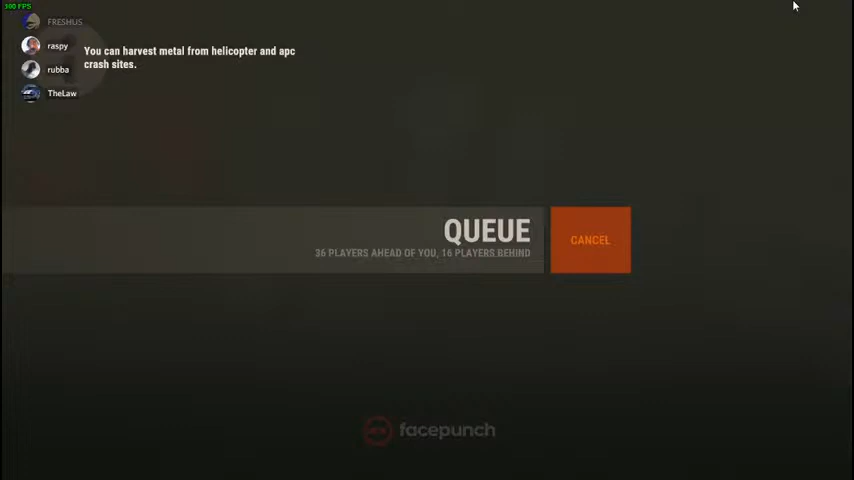 300 FPS
FRESHUS
raspy
You can harvest metal from helicopter and apc
crash sites.
rubba
TheLaw
QUEUE
36 PLAYERS AHEAD OF YOU, 16 PLAYERS BEHIND
CANCEL
facepunch